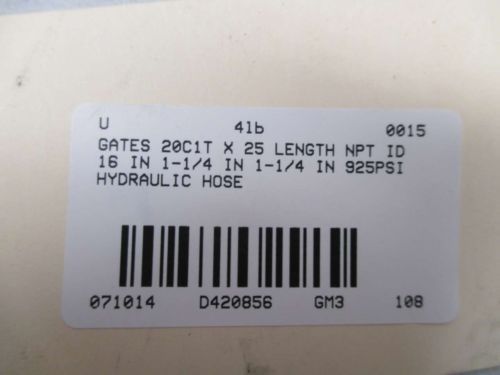 U 4lb 0015
GATES 20C1T X 25 LENGTH NPT ID
16 IN 1-1/4 IN 1-1/4 IN 925PSI
HYDRAULIC HOSE
071014 D420856 GM3 108